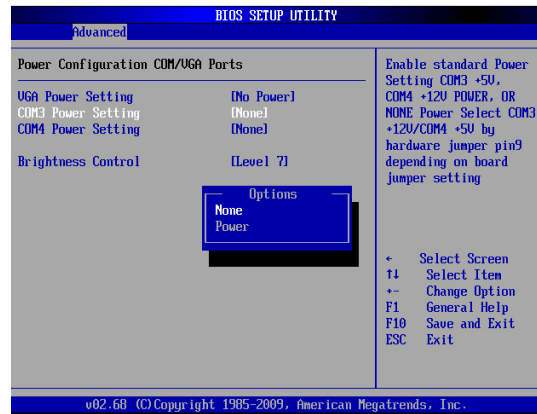 BIOS SETUP UTILITY
Advanced
Power Configuration COM/VGA Ports
VGA Power Setting [No Power]
COM3 Power Setting [None]
COM4 Power Setting [None]
Brightness Control [Level 7]
Options
None
Power
Enable standard Power
Setting COM3 +5V,
COM4 +12V POWER, OR
NONE Power Select COM3
+12V/COM4 +5V by
hardware jumper pin9
depending on board
jumper setting
← Select Screen
↑↓ Select Item
+- Change Option
F1 General Help
F10 Save and Exit
ESC Exit
v02.68 (C)Copyright 1985-2009, American Megatrends, Inc.